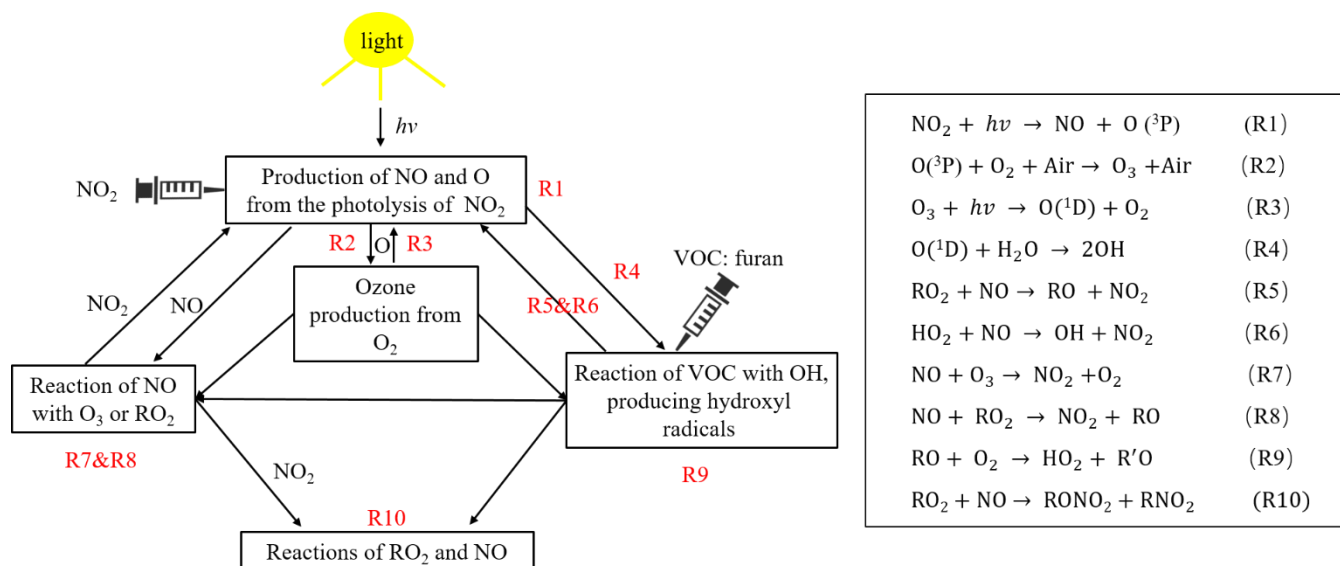 light
hv
NO₂
Production of NO and O
from the photolysis of NO₂
R1
R2
O
R3
R4
VOC: furan
NO₂
NO
Ozone
production from
O₂
R5&R6
Reaction of NO
with O₃ or RO₂
Reaction of VOC with OH,
producing hydroxyl
radicals
R7&R8
NO₂
R9
R10
Reactions of RO₂ and NO
NO₂ + hv → NO + O (³P) (R1)
O(³P) + O₂ + Air → O₃ +Air (R2)
O₃ + hv → O(¹D) + O₂ (R3)
O(¹D) + H₂O → 2OH (R4)
RO₂ + NO → RO + NO₂ (R5)
HO₂ + NO → OH + NO₂ (R6)
NO + O₃ → NO₂ +O₂ (R7)
NO + RO₂ → NO₂ + RO (R8)
RO + O₂ → HO₂ + R′O (R9)
RO₂ + NO → RONO₂ + RNO₂ (R10)